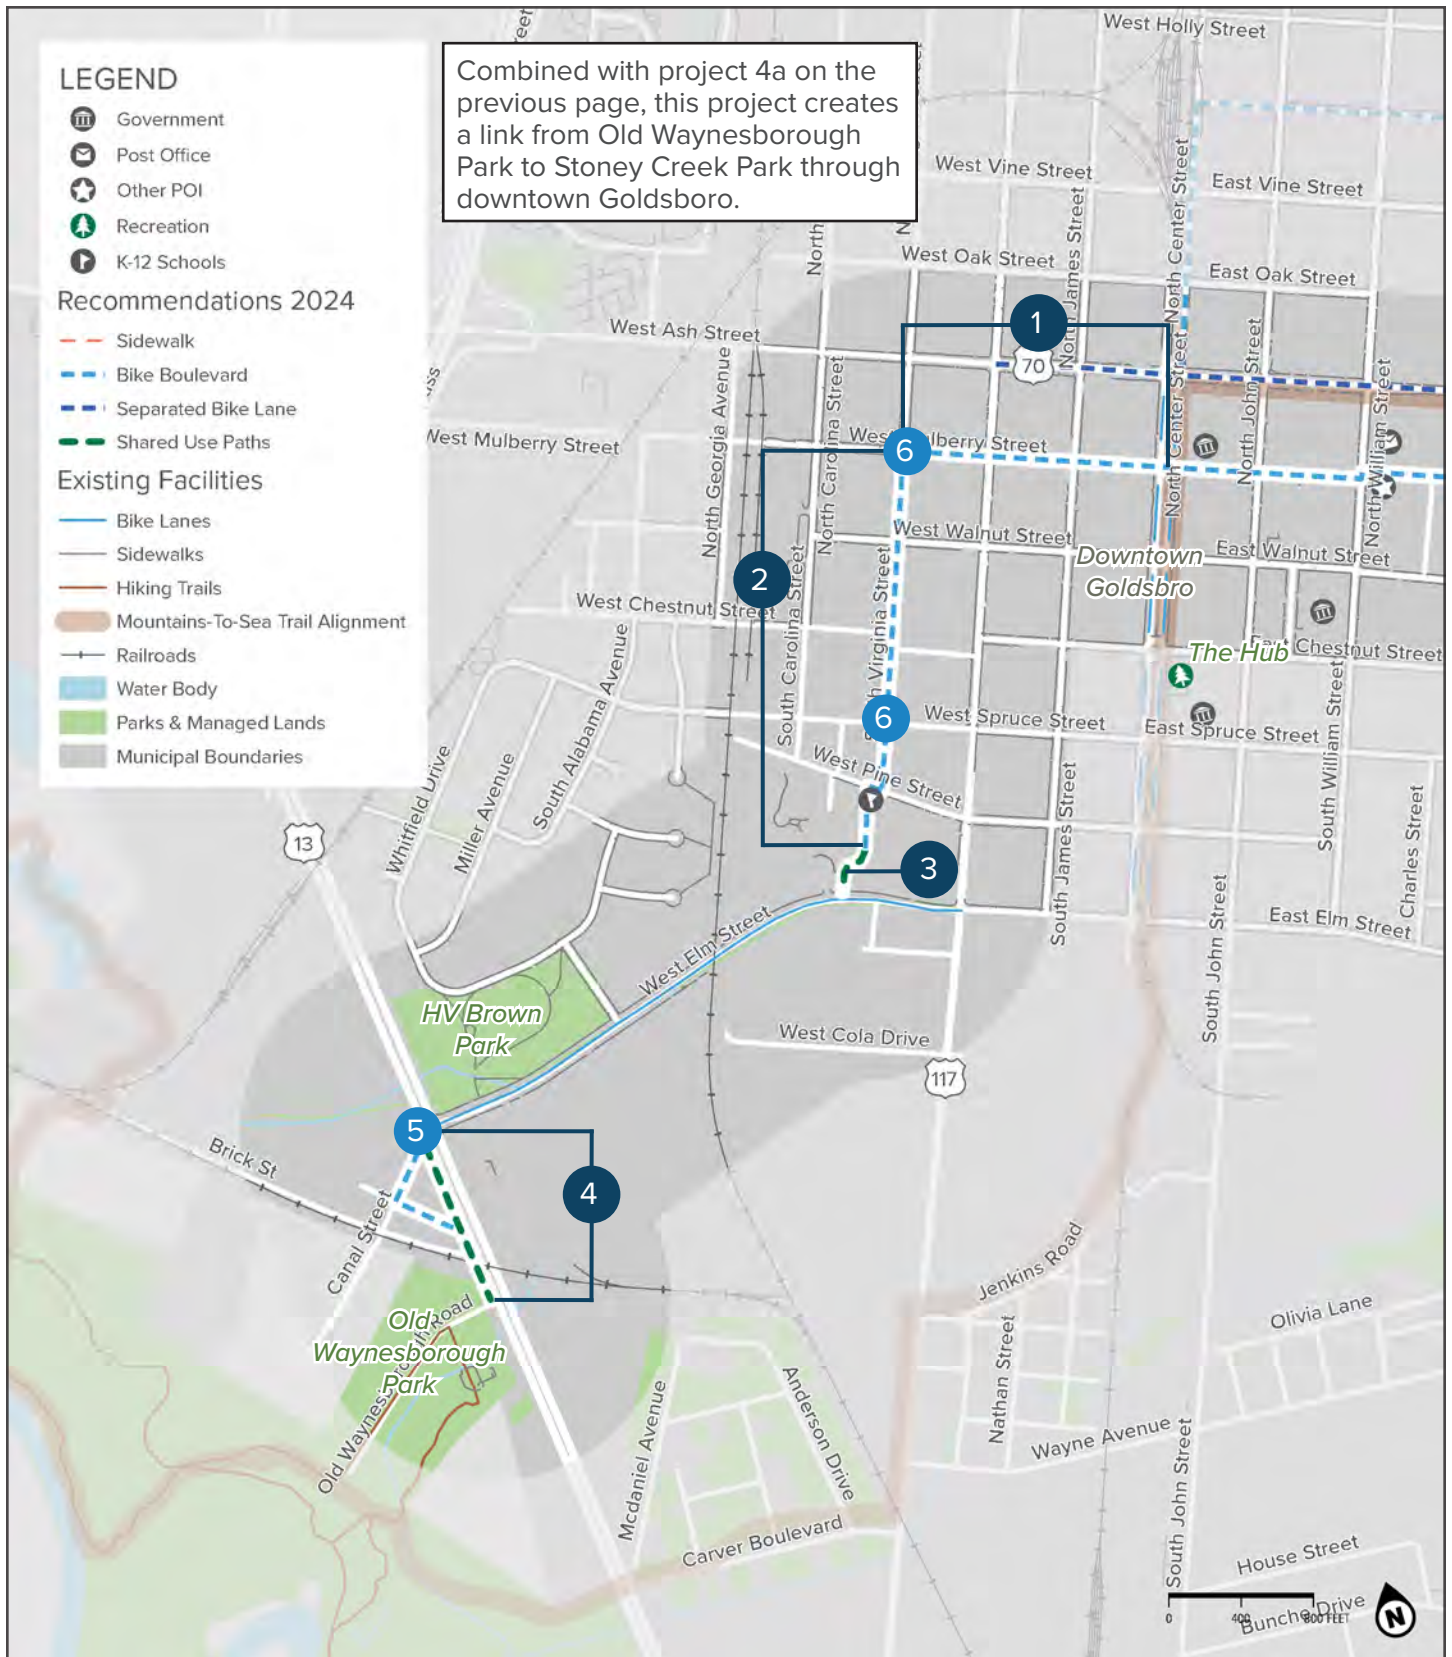 LEGEND
Government
Post Office
Other POI
Recreation
K-12 Schools
Recommendations 2024
Sidewalk
Bike Boulevard
Separated Bike Lane
Shared Use Paths
Existing Facilities
Bike Lanes
Sidewalks
Hiking Trails
Mountains-To-Sea Trail Alignment
Railroads
Water Body
Parks & Managed Lands
Municipal Boundaries
Combined with project 4a on the
previous page, this project creates
a link from Old Waynesborough
Park to Stoney Creek Park through
downtown Goldsboro.
West Holly Street
West Vine Street
East Vine Street
North Center Street
North James Street
West Oak Street
East Oak Street
North
West Ash Street
1
70
North Center Street
North John Street
North William Street
North Georgia Avenue
North Carolina Street
West Mulberry Street
6
West Walnut Street
East Walnut Street
Downtown
Goldsbro
2
West Chestnut Street
East Chestnut Street
South Carolina Street
Virginia Street
The Hub
6
West Spruce Street
East Spruce Street
South William Street
West Pine Street
South Alabama Avenue
Miller Avenue
Whitfield Drive
13
3
South James Street
Charles Street
South John Street
West Elm Street
East Elm Street
HV Brown
Park
West Cola Drive
117
5
Brick St
4
Canal Street
Old
Waynesborough
Park
Old Waynesborough Road
Jenkins Road
Olivia Lane
Nathan Street
Wayne Avenue
Anderson Drive
Mcdaniel Avenue
Carver Boulevard
South John Street
House Street
Bunche Drive
0 400 800 FEET
N